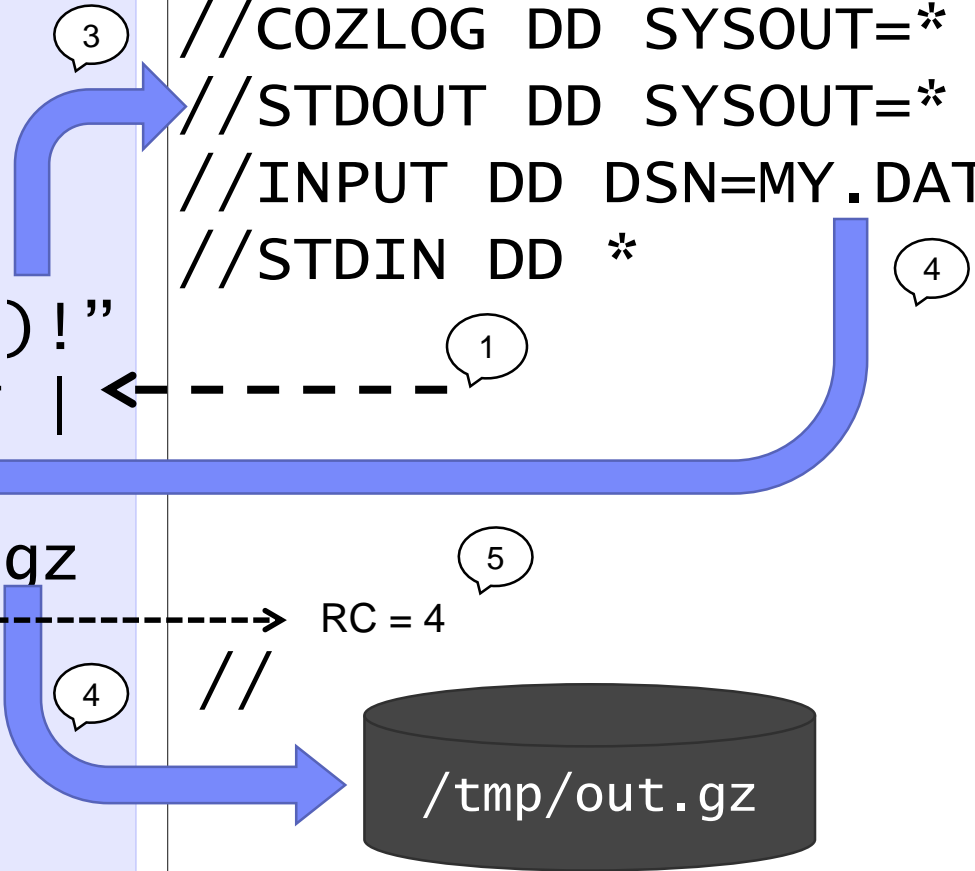 3
//COZLOG DD SYSOUT=*
//STDOUT DD SYSOUT=*
//INPUT DD DSN=MY.DAT
//STDIN DD *
4
)!”
1
|
gz
5
RC = 4
//
4
/tmp/out.gz